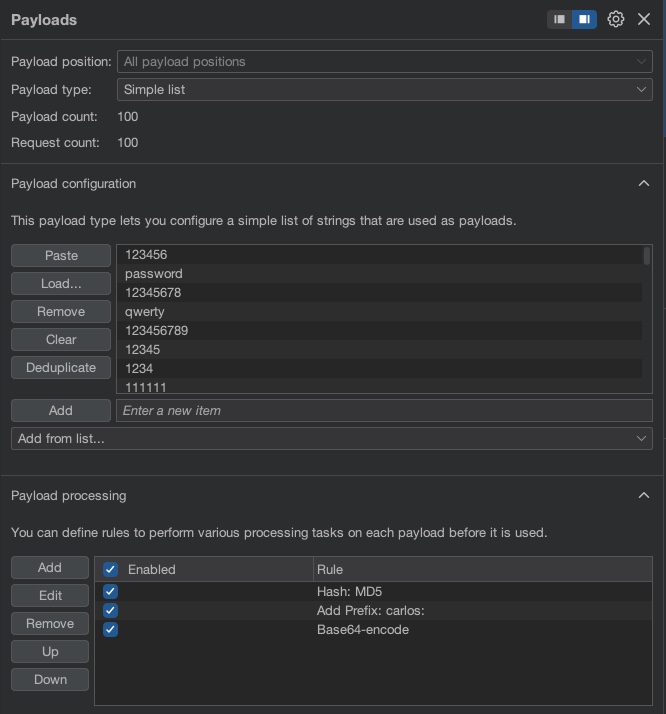 Payloads
Payload position: All payload positions
Payload type: Simple list
Payload count: 100
Request count: 100
Payload configuration
This payload type lets you configure a simple list of strings that are used as payloads.
Paste
Load...
Remove
Clear
Deduplicate
123456
password
12345678
qwerty
123456789
12345
1234
111111
Add Enter a new item
Add from list...
Payload processing
You can define rules to perform various processing tasks on each payload before it is used.
Add
Edit
Remove
Up
Down
Enabled Rule
Hash: MD5
Add Prefix: carlos:
Base64-encode